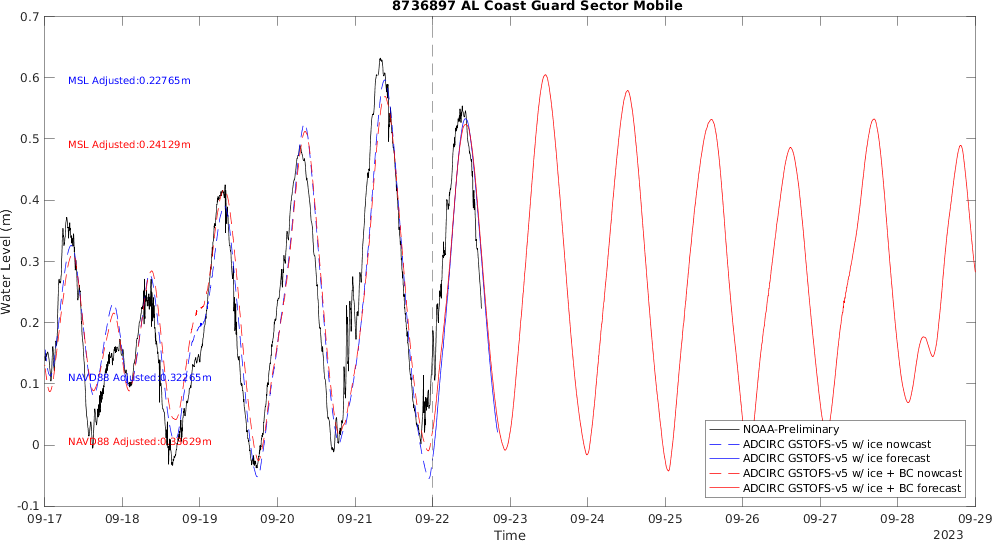 8736897 AL Coast Guard Sector Mobile
0.7
0.6
0.5
0.4
0.3
0.2
0.1
0
-0.1
Water Level (m)
MSL Adjusted:0.22765m
MSL Adjusted:0.24129m
NAVD88 Adjusted:0.32265m
NAVD88 Adjusted:0.33629m
NOAA-Preliminary
ADCIRC GSTOFS-v5 w/ ice nowcast
ADCIRC GSTOFS-v5 w/ ice forecast
ADCIRC GSTOFS-v5 w/ ice + BC nowcast
ADCIRC GSTOFS-v5 w/ ice + BC forecast
09-17 09-18 09-19 09-20 09-21 09-22 09-23 09-24 09-25 09-26 09-27 09-28 09-29
Time
2023